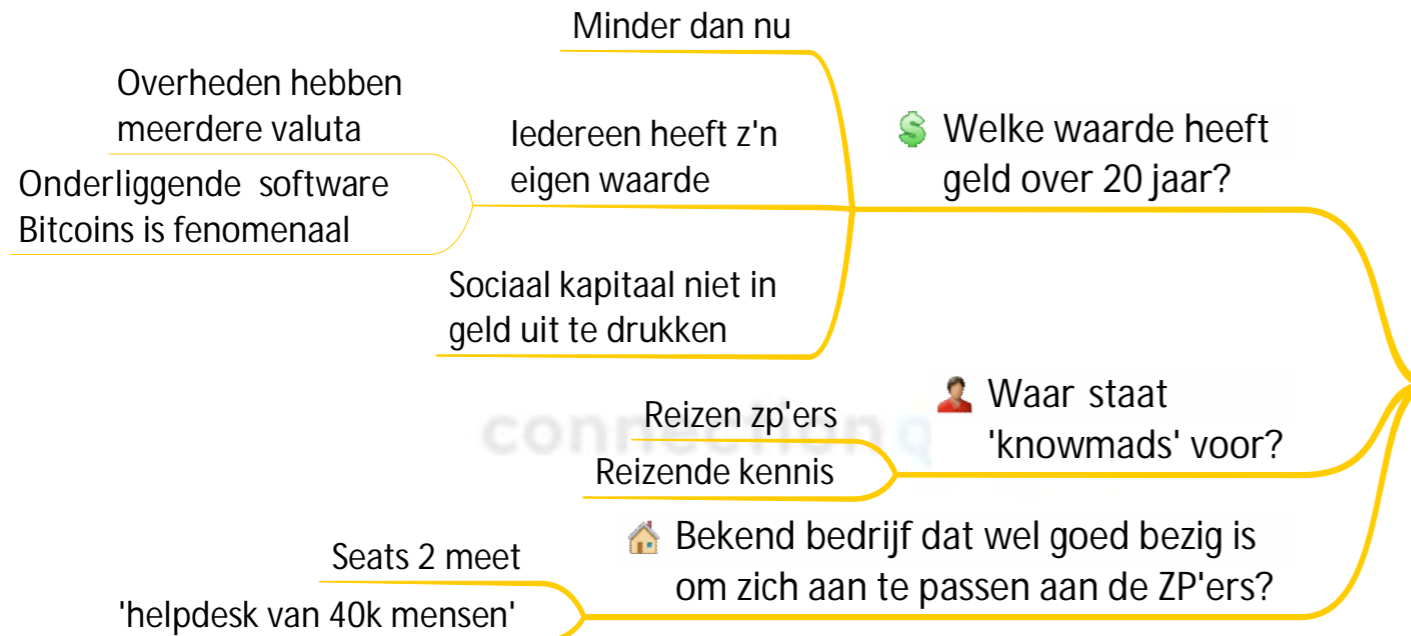 Minder dan nu
Overheden hebben
meerdere valuta
Iedereen heeft z'n
eigen waarde
Onderliggende software
Bitcoins is fenomenaal
Sociaal kapitaal niet in
geld uit te drukken
Welke waarde heeft
geld over 20 jaar?
Reizen zp'ers
Reizende kennis
Waar staat
'knowmads' voor?
connection
Seats 2 meet
'helpdesk van 40k mensen'
Bekend bedrijf dat wel goed bezig is
om zich aan te passen aan de ZP'ers?